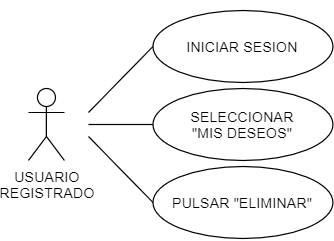 INICIAR SESION
SELECCIONAR
"MIS DESEOS"
USUARIO
REGISTRADO
PULSAR "ELIMINAR"